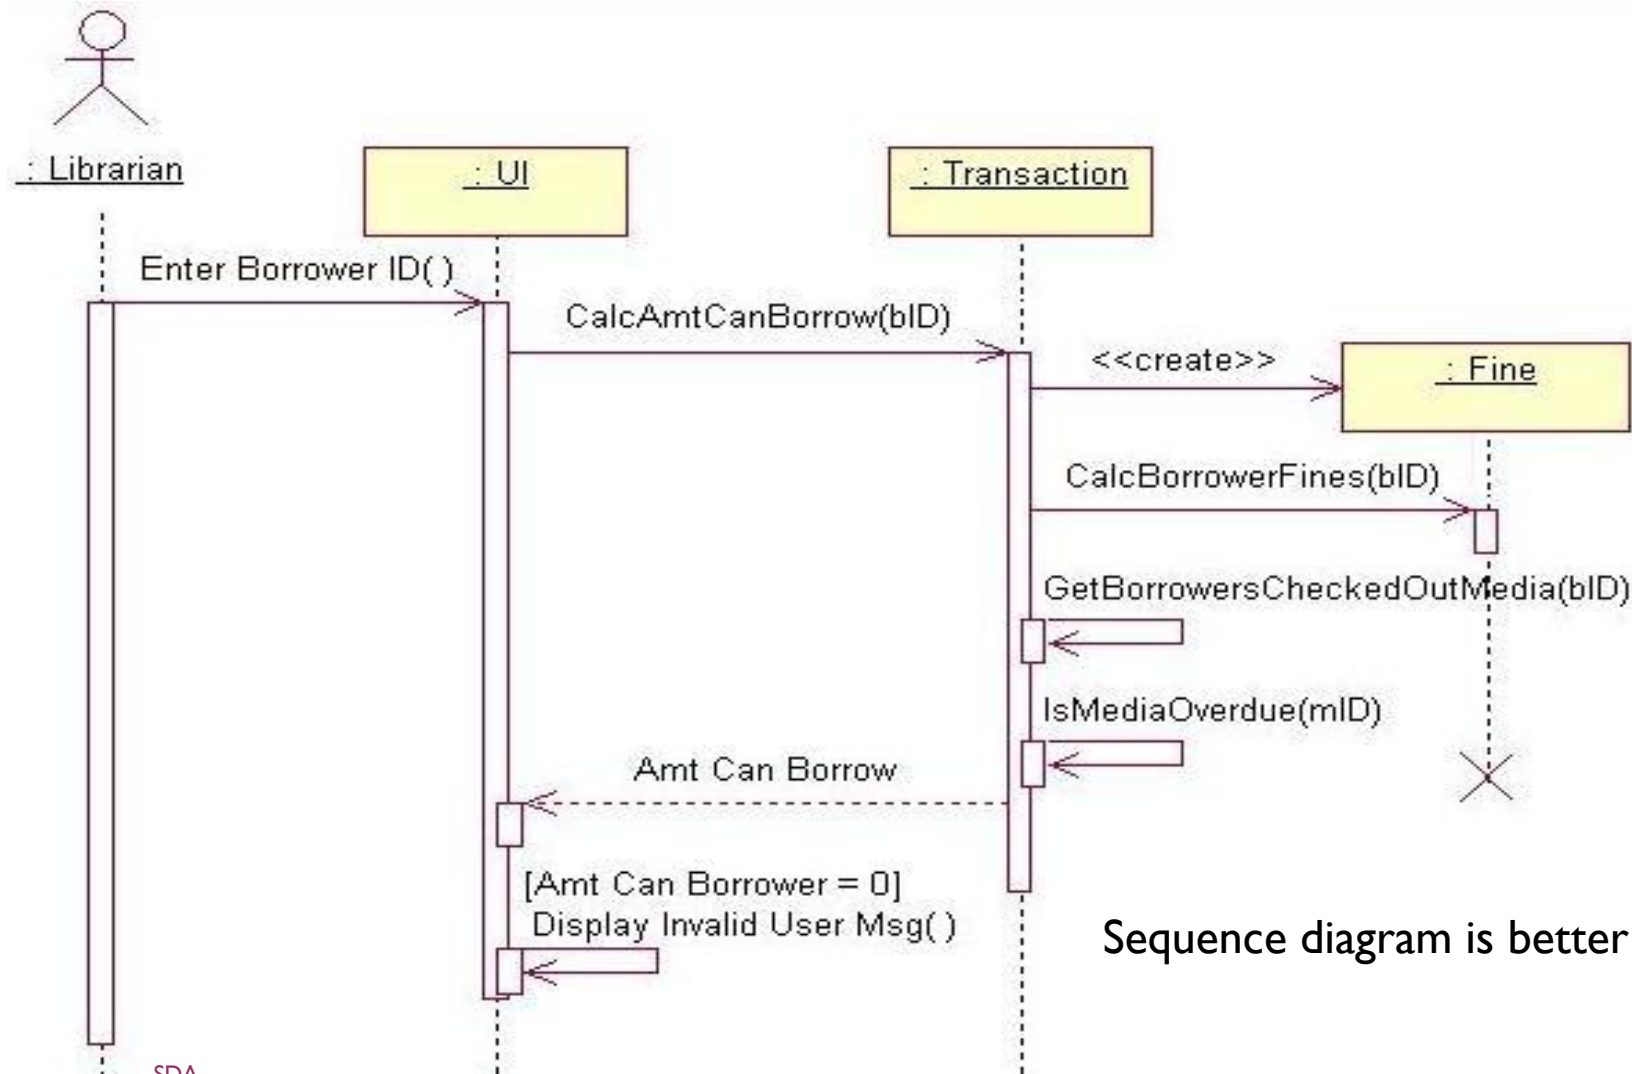 : Librarian
: UI
: Transaction
Enter Borrower ID( )
CalcAmtCanBorrow(bID)
<<create>>
: Fine
CalcBorrowerFines(bID)
GetBorrowersCheckedOutMedia(bID)
IsMediaOverdue(mID)
Amt Can Borrow
[Amt Can Borrower = 0]
Display Invalid User Msg( )
Sequence diagram is better
SDA